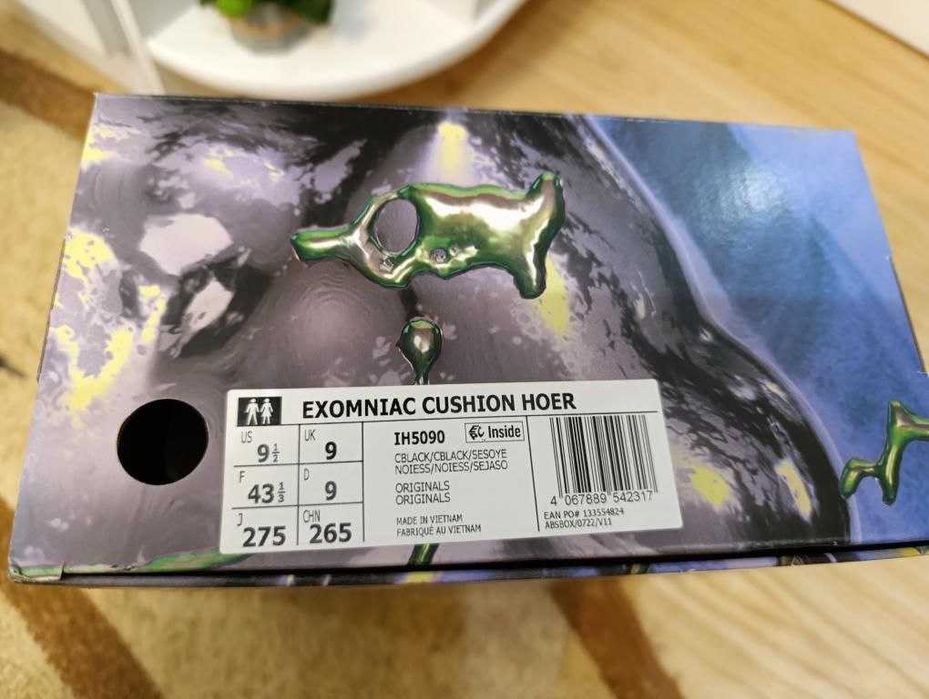 EXOMNIAC CUSHION HOER
US 9½
UK 9
F 43⅓
D 9
J 275
CHN 265
IH5090
Inside
CBLACK/CBLACK/SESOYE
NOIESS/NOIESS/SEJASO
ORIGINALS
ORIGINALS
MADE IN VIETNAM
FABRIQUÉ AU VIETNAM
4 067889 542317
EAN PO# 133554824
ABSBOX/0722/V11